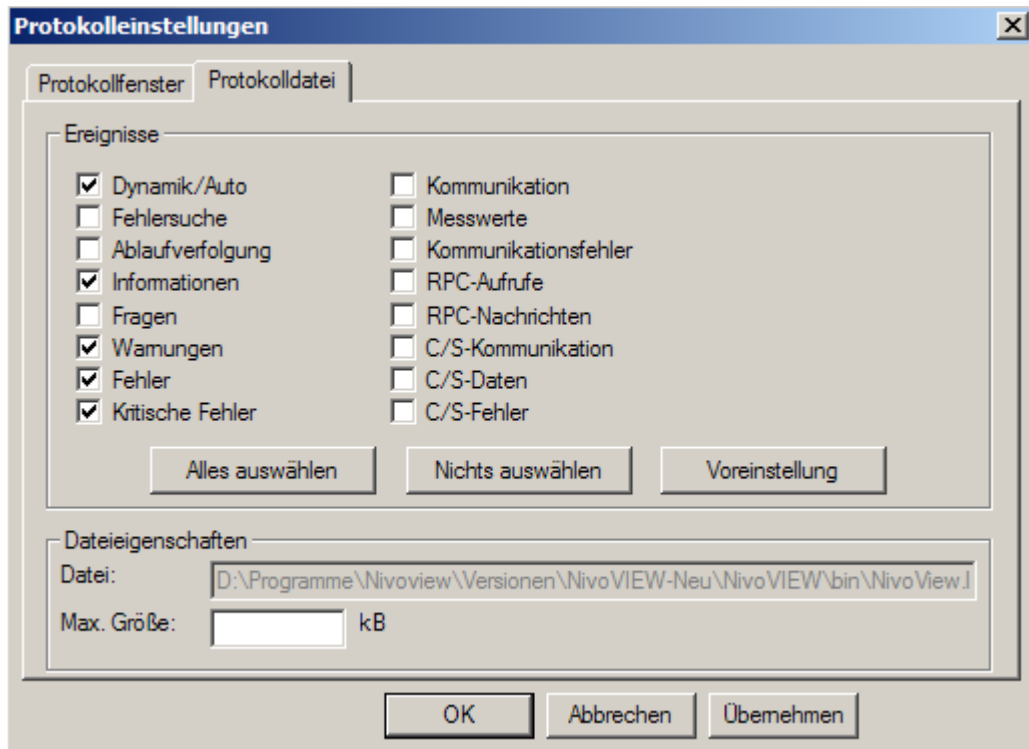 Protokolleinstellungen
Protokollfenster Protokolldatei
Ereignisse
Dynamik/Auto Kommunikation
Fehlersuche Messwerte
Ablaufverfolgung Kommunikationsfehler
Informationen RPC-Aufrufe
Fragen RPC-Nachrichten
Warnungen C/S-Kommunikation
Fehler C/S-Daten
Kritische Fehler C/S-Fehler
Alles auswählen Nichts auswählen Voreinstellung
Dateieigenschaften
Datei: D:\Programme\Nivoview\Versionen\NivoVIEW-Neu\NivoVIEW\bin\NivoView.l
Max. Größe: kB
OK Abbrechen Übernehmen